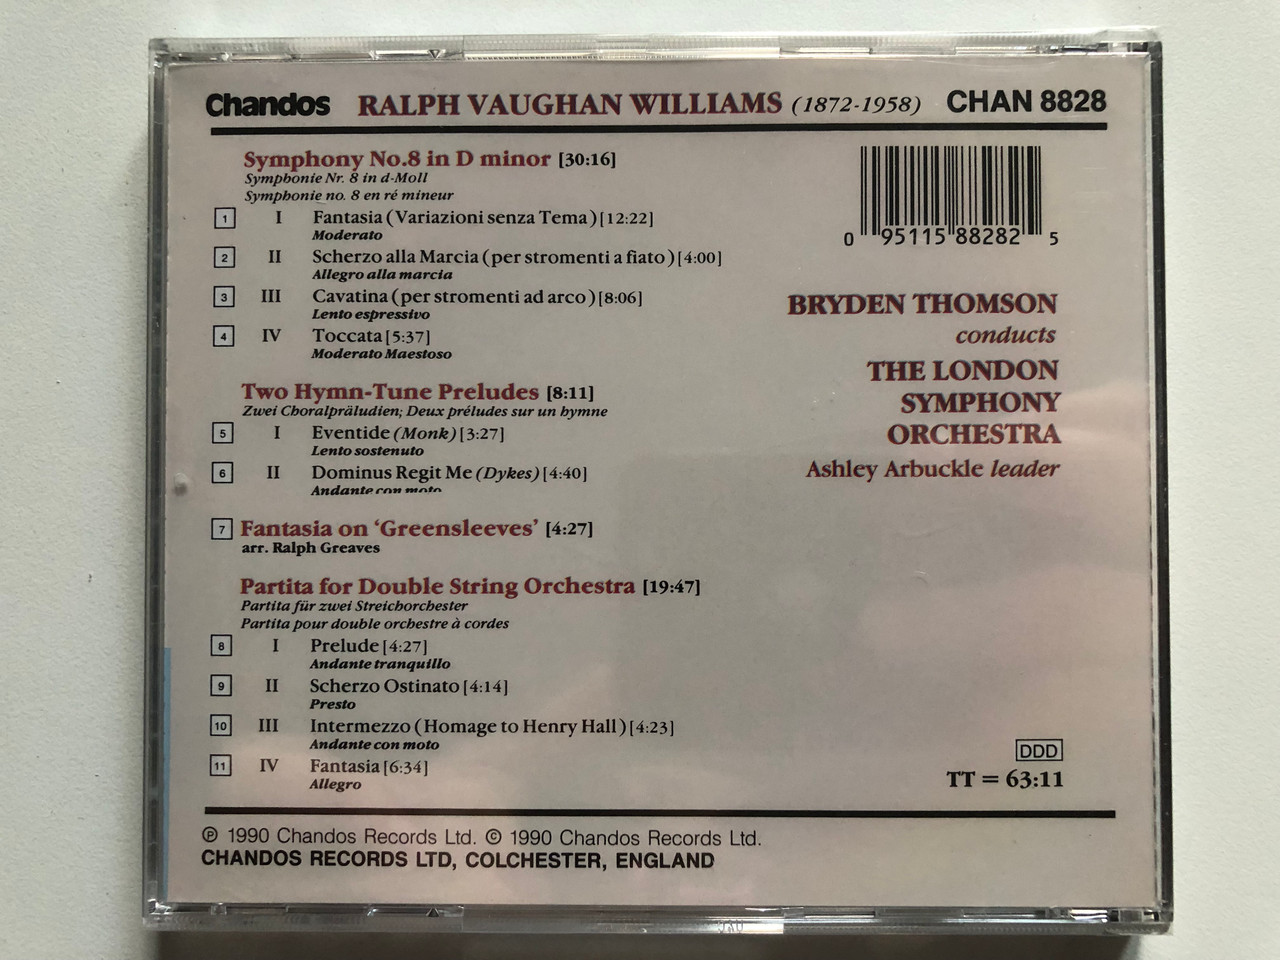 Chandos RALPH VAUGHAN WILLIAMS (1872-1958) CHAN 8828
Symphony No.8 in D minor [30:16]
Symphonie Nr. 8 in d-Moll
Symphonie no. 8 en ré mineur
1 I Fantasia (Variazioni senza Tema) [12:22]
Moderato
2 II Scherzo alla Marcia (per stromenti a fiato) [4:00]
Allegro alla marcia
3 III Cavatina (per stromenti ad arco) [8:06]
Lento espressivo
4 IV Toccata [5:37]
Moderato Maestoso
Two Hymn-Tune Preludes [8:11]
Zwei Choralpräludien; Deux préludes sur un hymne
5 I Eventide (Monk) [3:27]
Lento sostenuto
6 II Dominus Regit Me (Dykes) [4:40]
Andante con moto
7 Fantasia on ‘Greensleeves’ [4:27]
arr. Ralph Greaves
Partita for Double String Orchestra [19:47]
Partita für zwei Streichorchester
Partita pour double orchestre à cordes
8 I Prelude [4:27]
Andante tranquillo
9 II Scherzo Ostinato [4:14]
Presto
10 III Intermezzo (Homage to Henry Hall) [4:23]
Andante con moto
11 IV Fantasia [6:34]
Allegro
0 95115 88282 5
BRYDEN THOMSON
conducts
THE LONDON
SYMPHONY
ORCHESTRA
Ashley Arbuckle leader
DDD
TT = 63:11
℗ 1990 Chandos Records Ltd. © 1990 Chandos Records Ltd.
CHANDOS RECORDS LTD, COLCHESTER, ENGLAND